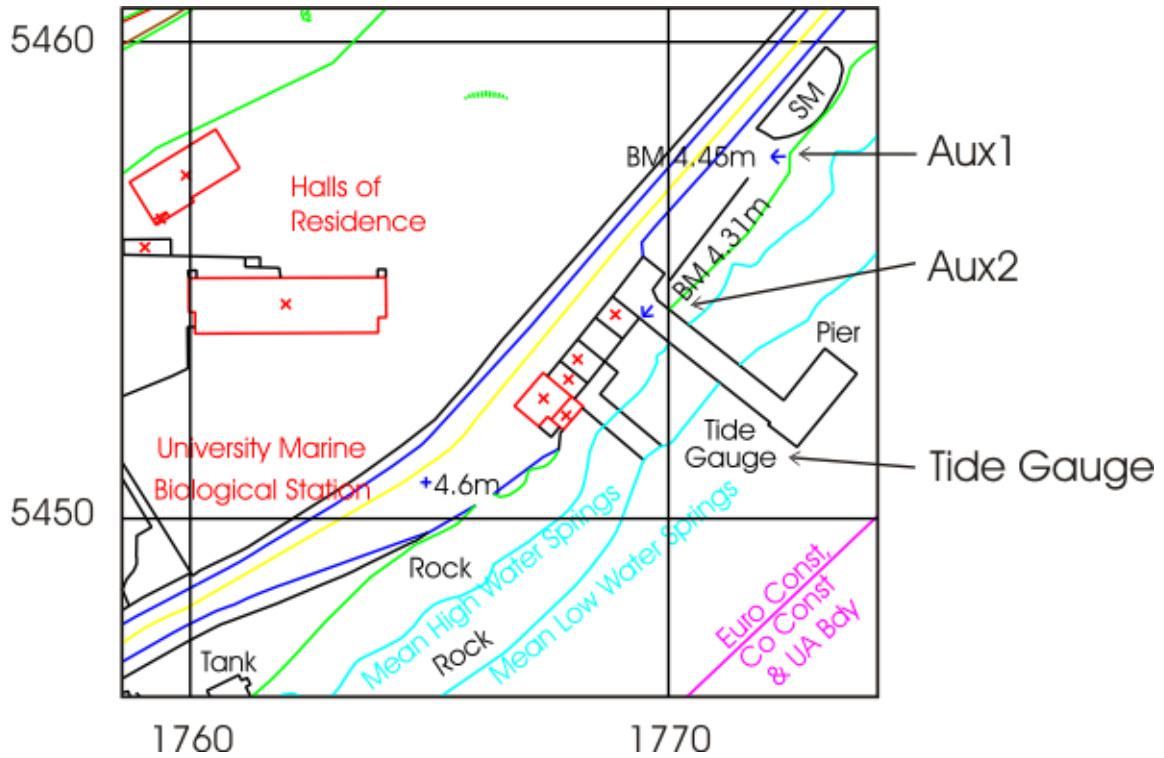 5460
SM
BM 4.45m
Aux1
Halls of
Residence
BM 4.31m
Aux2
Pier
Tide
Gauge
Tide Gauge
University Marine
Biological Station
4.6m
5450
Mean High Water Springs
Mean Low Water Springs
Rock
Rock
Euro Const,
Co Const
& UA Bdy
Tank
1760
1770